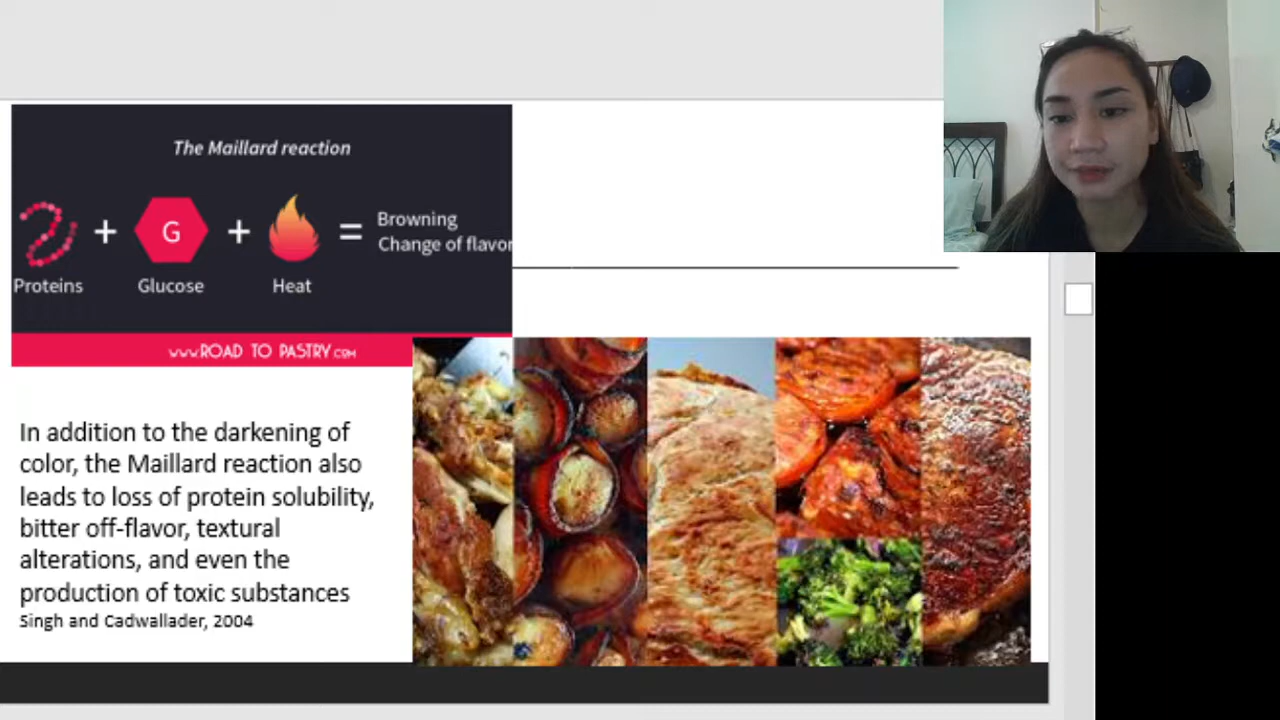 The Maillard reaction
+ G + = Browning
Change of flavor
Proteins Glucose Heat
www.ROAD TO PASTRY.COM
In addition to the darkening of
color, the Maillard reaction also
leads to loss of protein solubility,
bitter off-flavor, textural
alterations, and even the
production of toxic substances
Singh and Cadwallader, 2004